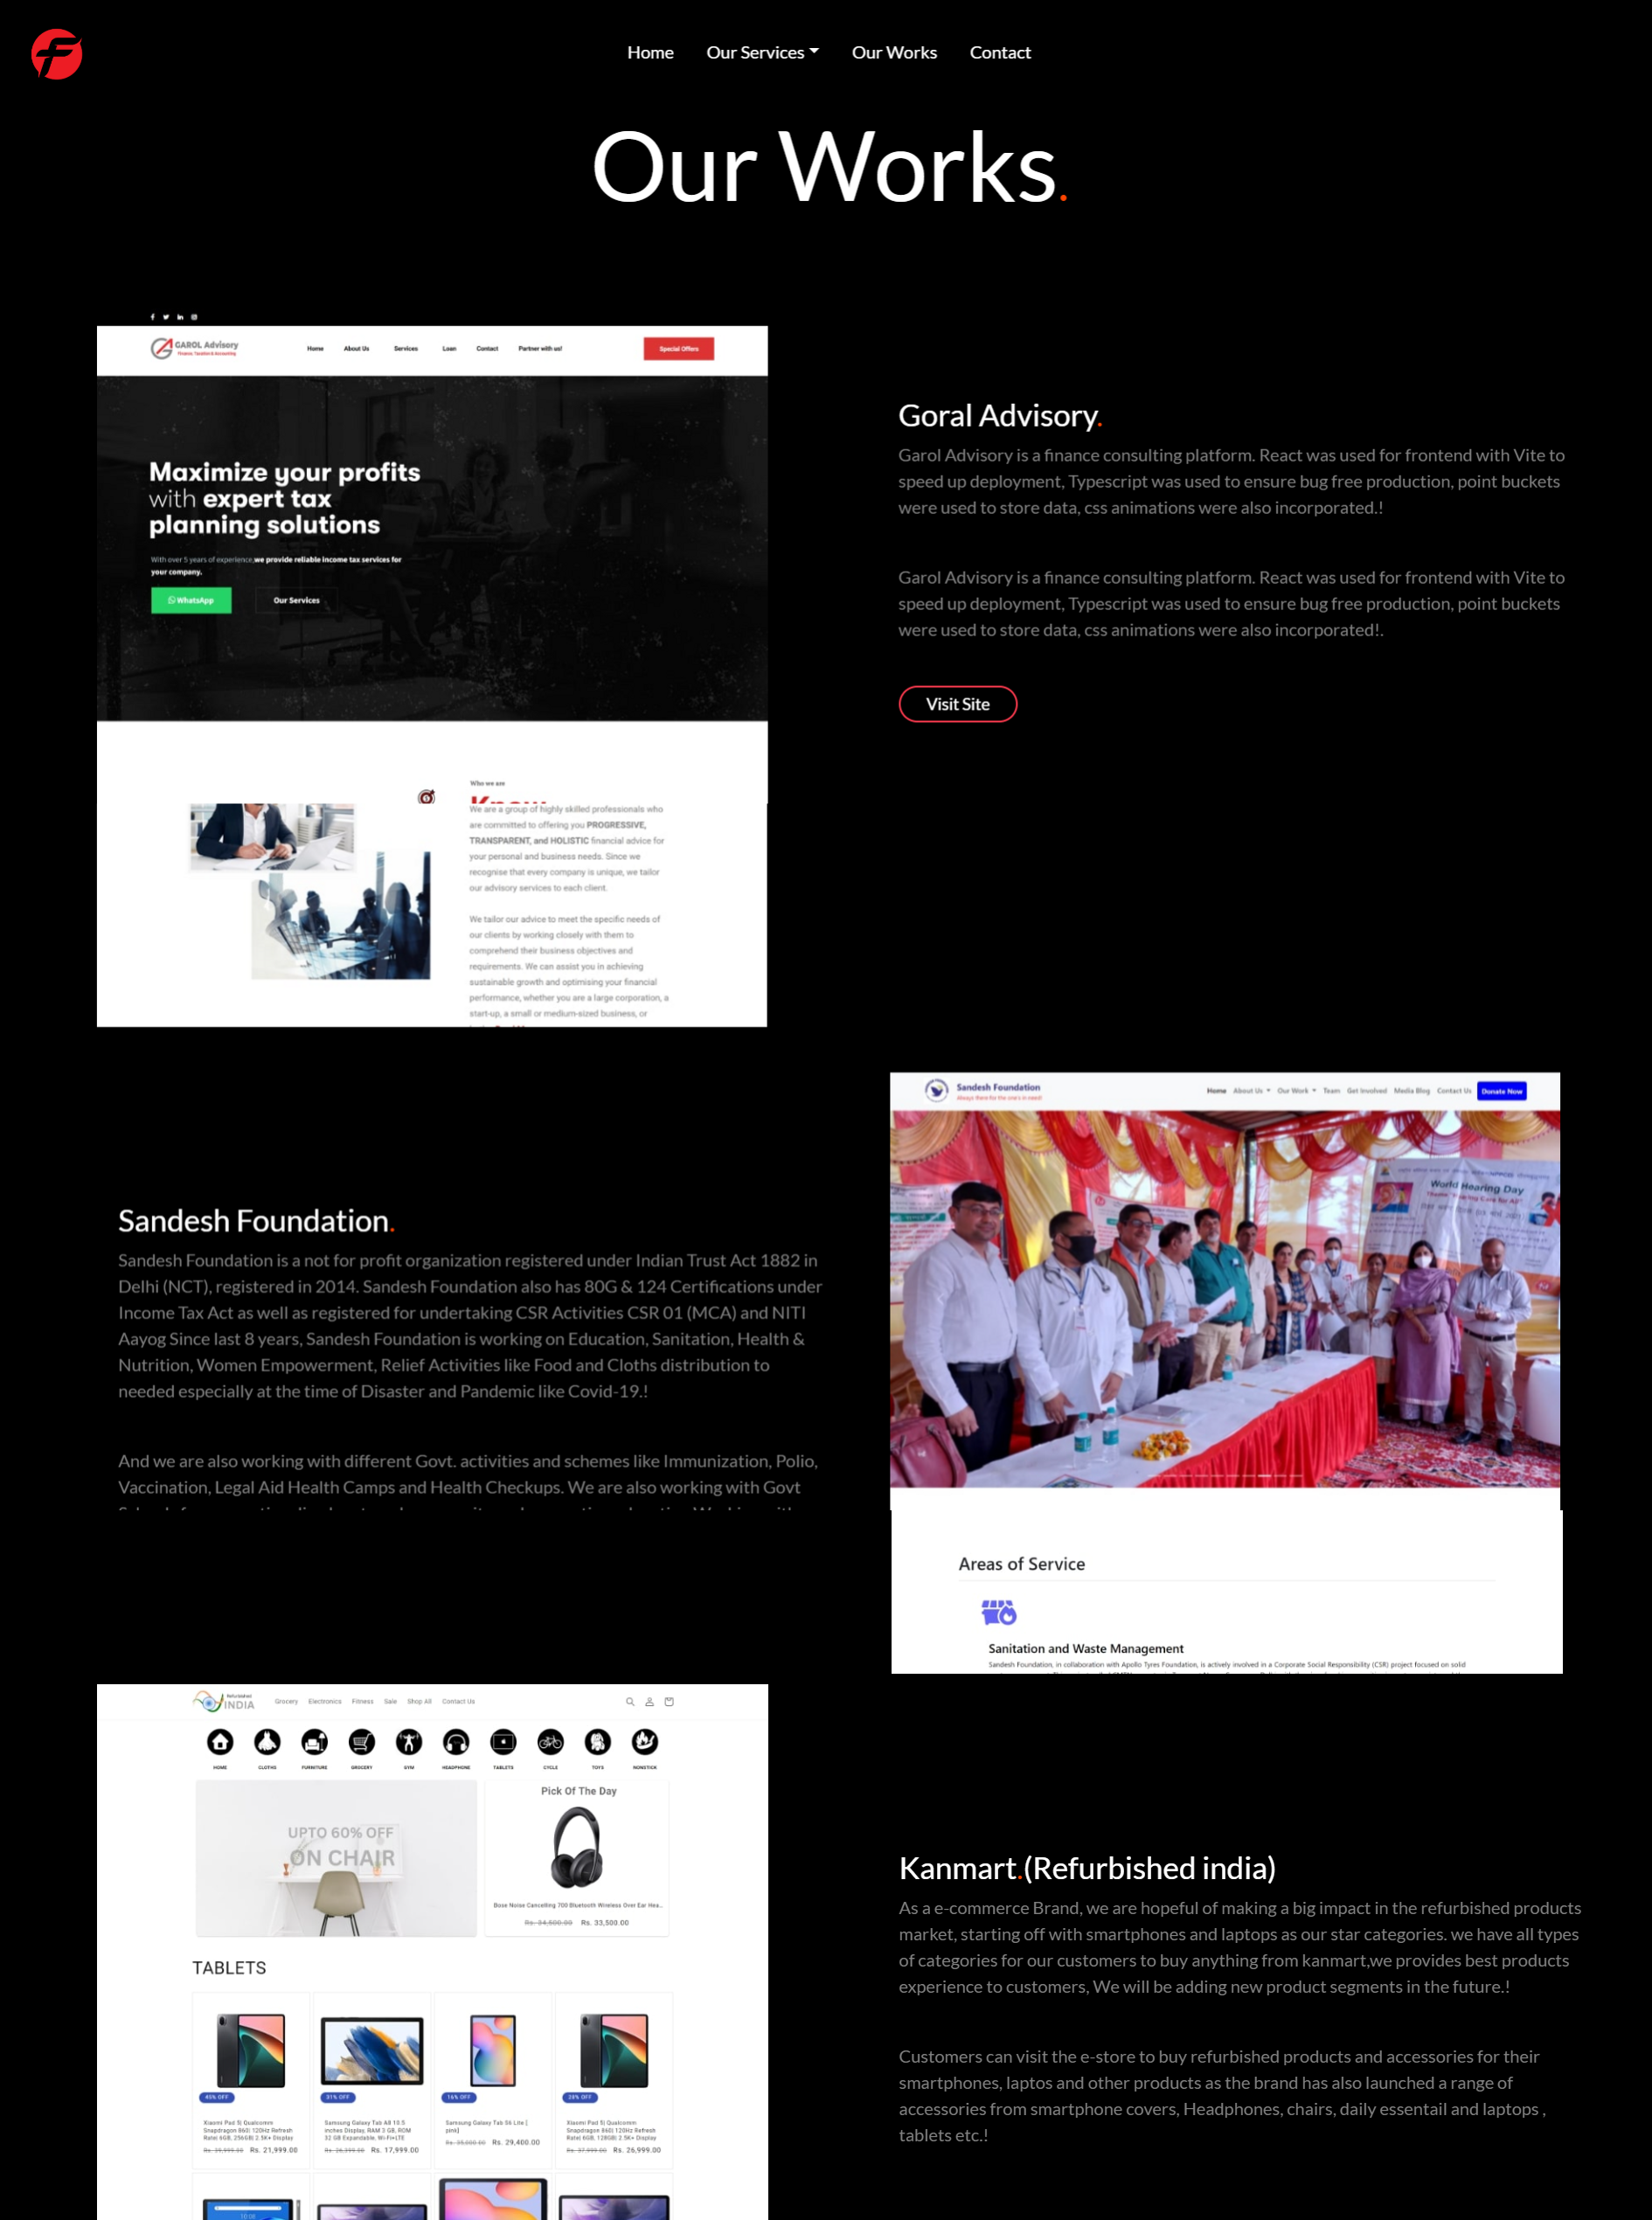 Home Our Services Our Works Contact
Our Works.
GAROL Advisory
Finance, Taxation & Accounting
Home About Us Services Loan Contact Partner with us!
Special Offers
Maximize your profits
with expert tax
planning solutions
With over 5 years of experience, we provide reliable income tax services for
your company.
WhatsApp
Our Services
Who we are
We are a group of highly skilled professionals who
are committed to offering you PROGRESSIVE,
TRANSPARENT, and HOLISTIC financial advice for
your personal and business needs. Since we
recognise that every company is unique, we tailor
our advisory services to each client.
We tailor our advice to meet the specific needs of
our clients by working closely with them to
comprehend their business objectives and
requirements. We can assist you in achieving
sustainable growth and optimising your financial
performance, whether you are a large corporation, a
start-up, a small or medium-sized business, or
Goral Advisory.
Garol Advisory is a finance consulting platform. React was used for frontend with Vite to
speed up deployment, Typescript was used to ensure bug free production, point buckets
were used to store data, css animations were also incorporated.!
Garol Advisory is a finance consulting platform. React was used for frontend with Vite to
speed up deployment, Typescript was used to ensure bug free production, point buckets
were used to store data, css animations were also incorporated!.
Visit Site
Sandesh Foundation.
Sandesh Foundation is a not for profit organization registered under Indian Trust Act 1882 in
Delhi (NCT), registered in 2014. Sandesh Foundation also has 80G & 124 Certifications under
Income Tax Act as well as registered for undertaking CSR Activities CSR 01 (MCA) and NITI
Aayog Since last 8 years, Sandesh Foundation is working on Education, Sanitation, Health &
Nutrition, Women Empowerment, Relief Activities like Food and Cloths distribution to
needed especially at the time of Disaster and Pandemic like Covid-19.!
And we are also working with different Govt. activities and schemes like Immunization, Polio,
Vaccination, Legal Aid Health Camps and Health Checkups. We are also working with Govt
Sandesh Foundation
Always there for the one's in need!
Home About Us Our Work Team Get Involved Media Blog Contact Us Donate Now
World Hearing Day
Areas of Service
Sanitation and Waste Management
Sandesh Foundation, in collaboration with Apollo Tyres Foundation, is actively involved in a Corporate Social Responsibility (CSR) project focused on solid
Refurbished
INDIA
Grocery Electronics Fitness Sale Shop All Contact Us
HOME CLOTHS FURNITURE GROCERY GYM HEADPHONE TABLETS CYCLE TOYS NONSTICK
UPTO 60% OFF
ON CHAIR
Pick Of The Day
Bose Noise Cancelling 700 Bluetooth Wireless Over Ear Hea...
Rs. 34,500.00 Rs. 33,500.00
TABLETS
45% OFF
Xiaomi Pad 5| Qualcomm
Snapdragon 860| 120Hz Refresh
Rate| 6GB, 256GB| 2.5K+ Display
Rs. 39,999.00 Rs. 21,999.00
31% OFF
Samsung Galaxy Tab A8 10.5
inches Display, RAM 3 GB, ROM
32 GB Expandable, Wi-Fi+LTE
Rs. 26,399.00 Rs. 17,999.00
16% OFF
Samsung Galaxy Tab S6 Lite [
pink]
Rs. 35,000.00 Rs. 29,400.00
28% OFF
Xiaomi Pad 5| Qualcomm
Snapdragon 860| 120Hz Refresh
Rate| 6GB, 128GB| 2.5K+ Display
Rs. 37,999.00 Rs. 26,999.00
Kanmart.(Refurbished india)
As a e-commerce Brand, we are hopeful of making a big impact in the refurbished products
market, starting off with smartphones and laptops as our star categories. we have all types
of categories for our customers to buy anything from kanmart,we provides best products
experience to customers, We will be adding new product segments in the future.!
Customers can visit the e-store to buy refurbished products and accessories for their
smartphones, laptos and other products as the brand has also launched a range of
accessories from smartphone covers, Headphones, chairs, daily essentail and laptops ,
tablets etc.!